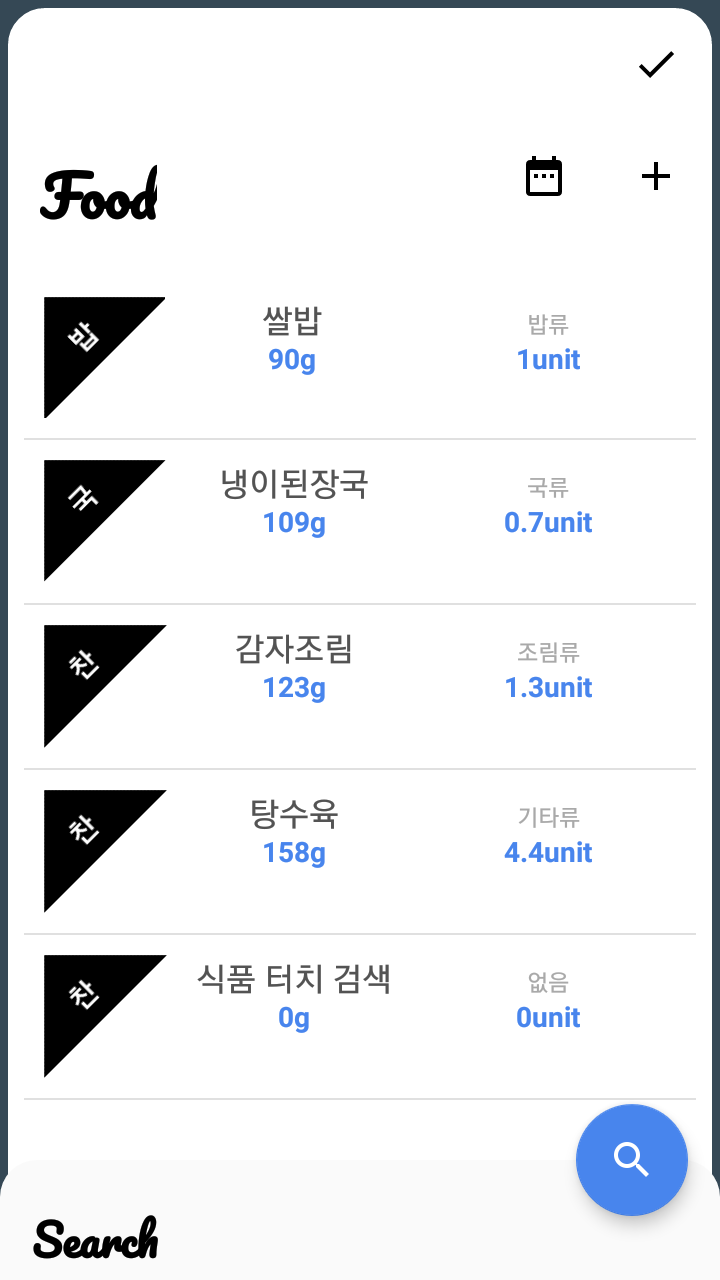 Food
밥
쌀밥
90g
밥류
1unit
국
냉이된장국
109g
국류
0.7unit
찬
감자조림
123g
조림류
1.3unit
찬
탕수육
158g
기타류
4.4unit
찬
식품 터치 검색
0g
없음
0unit
Search